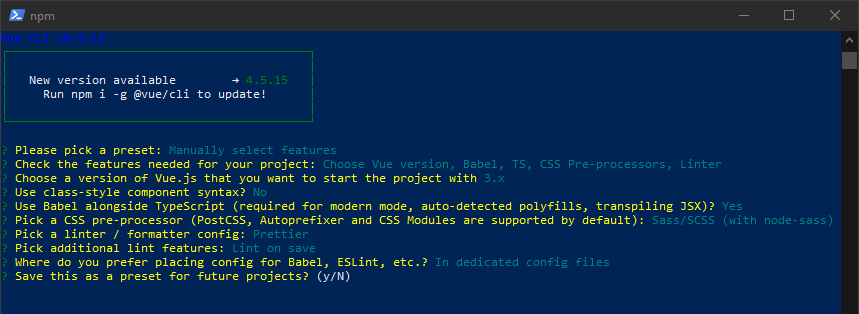 npm
Vue CLI v4.5.13
New version available → 4.5.15
Run npm i -g @vue/cli to update!
? Please pick a preset: Manually select features
? Check the features needed for your project: Choose Vue version, Babel, TS, CSS Pre-processors, Linter
? Choose a version of Vue.js that you want to start the project with 3.x
? Use class-style component syntax? No
? Use Babel alongside TypeScript (required for modern mode, auto-detected polyfills, transpiling JSX)? Yes
? Pick a CSS pre-processor (PostCSS, Autoprefixer and CSS Modules are supported by default): Sass/SCSS (with node-sass)
? Pick a linter / formatter config: Prettier
? Pick additional lint features: Lint on save
? Where do you prefer placing config for Babel, ESLint, etc.? In dedicated config files
? Save this as a preset for future projects? (y/N)